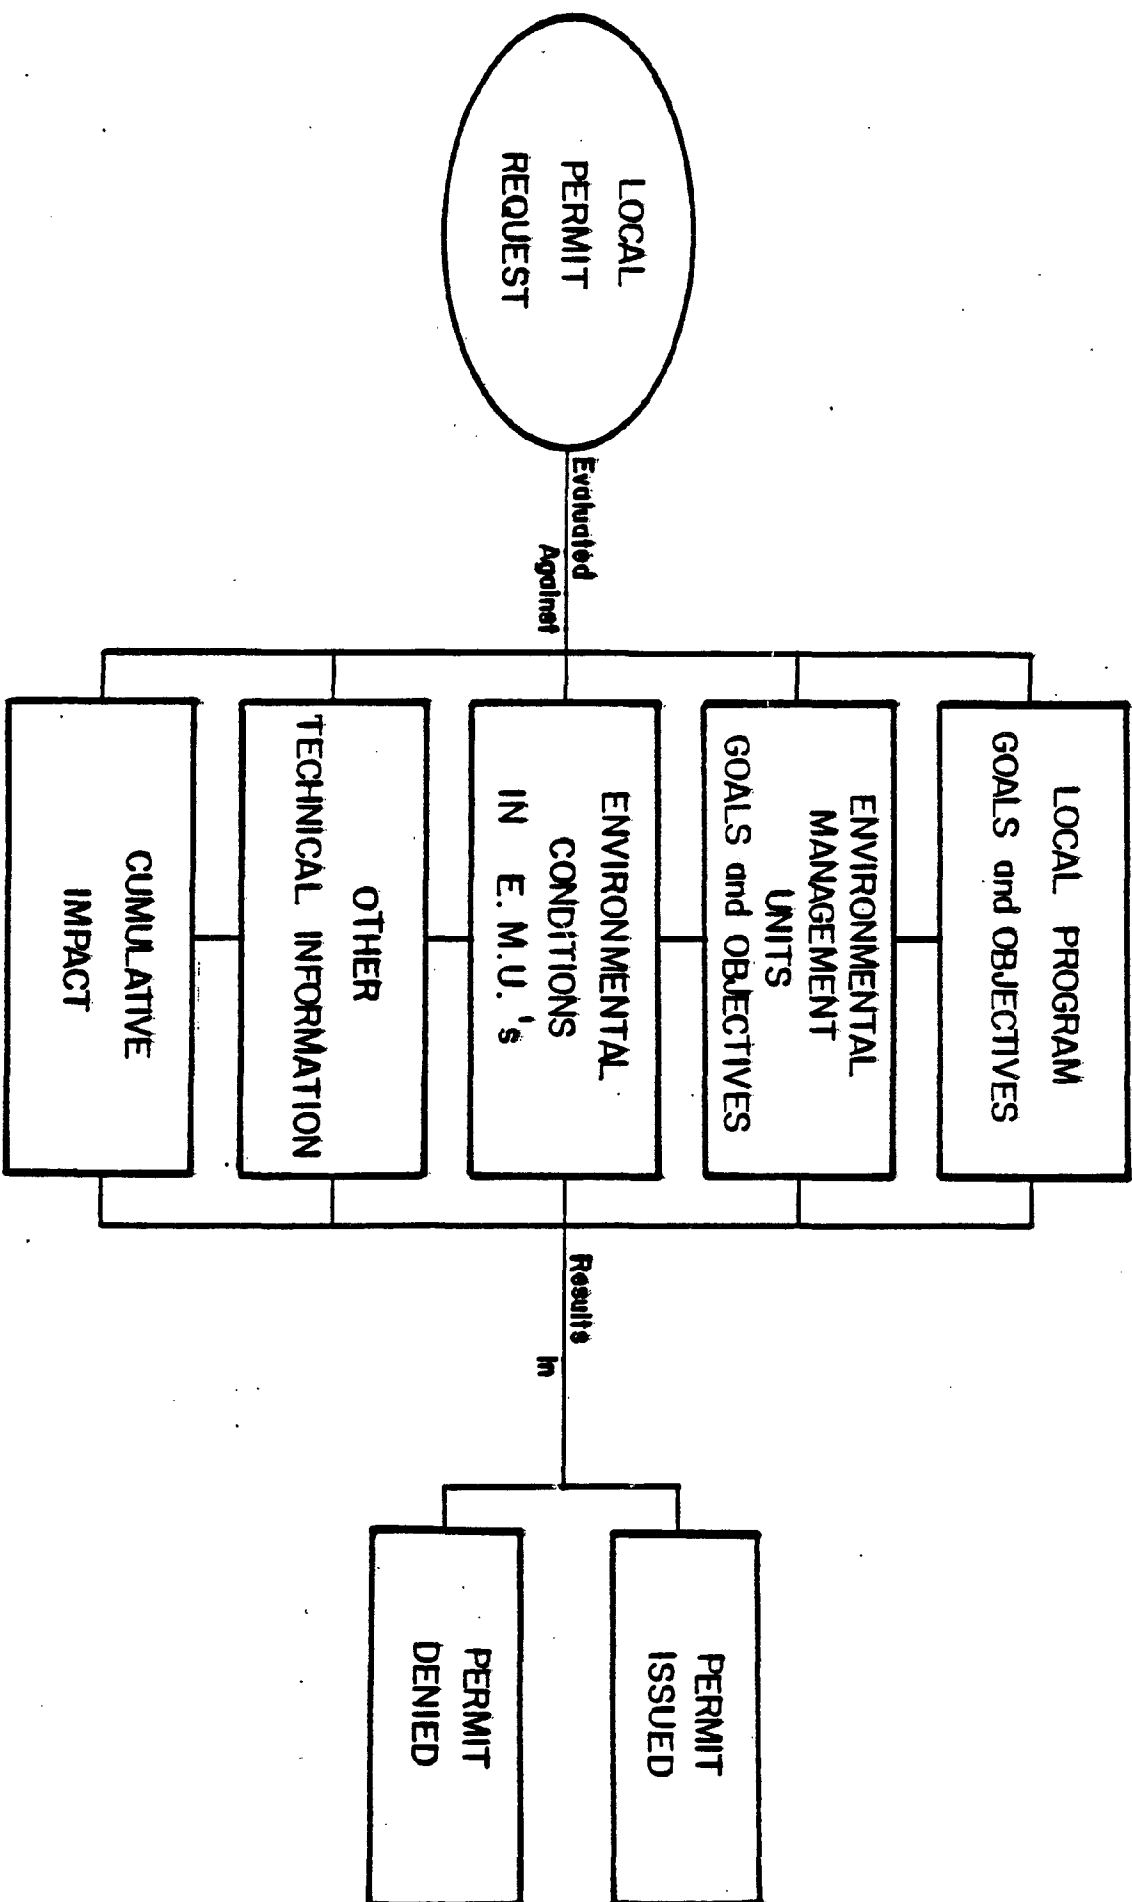 LOCAL
PERMIT
REQUEST
Evaluated
Against
LOCAL PROGRAM
GOALS and OBJECTIVES
ENVIRONMENTAL
MANAGEMENT
UNITS
GOALS and OBJECTIVES
ENVIRONMENTAL
CONDITIONS
IN E. M.U. 's
OTHER
TECHNICAL INFORMATION
CUMULATIVE
IMPACT
Results
In
PERMIT
ISSUED
PERMIT
DENIED